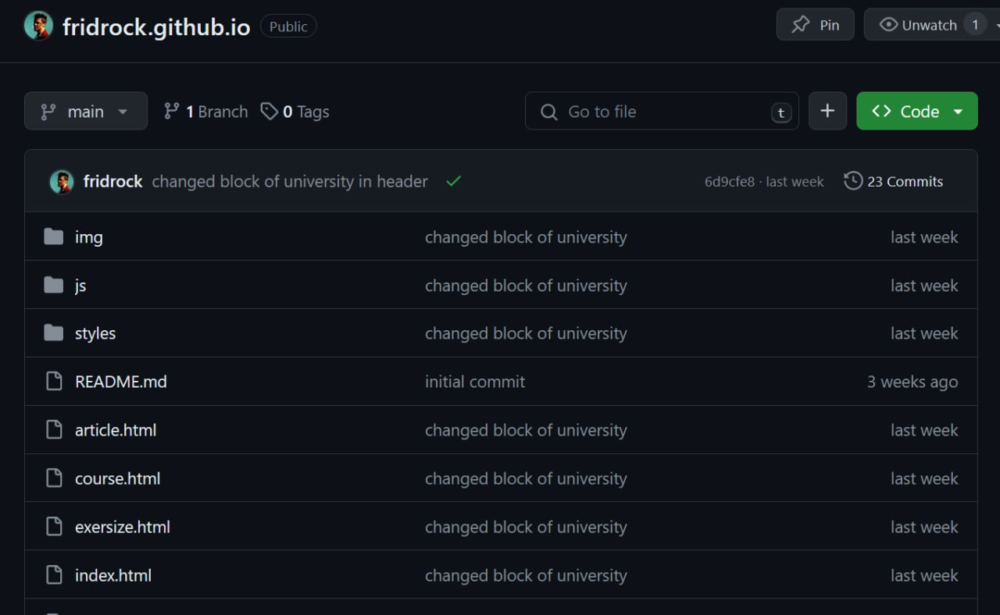 fridrock.github.io Public Pin Unwatch 1
main 1 Branch 0 Tags Go to file t Code
fridrock changed block of university in header 6d9cfe8 · last week 23 Commits
img changed block of university last week
js changed block of university last week
styles changed block of university last week
README.md initial commit 3 weeks ago
article.html changed block of university last week
course.html changed block of university last week
exersize.html changed block of university last week
index.html changed block of university last week